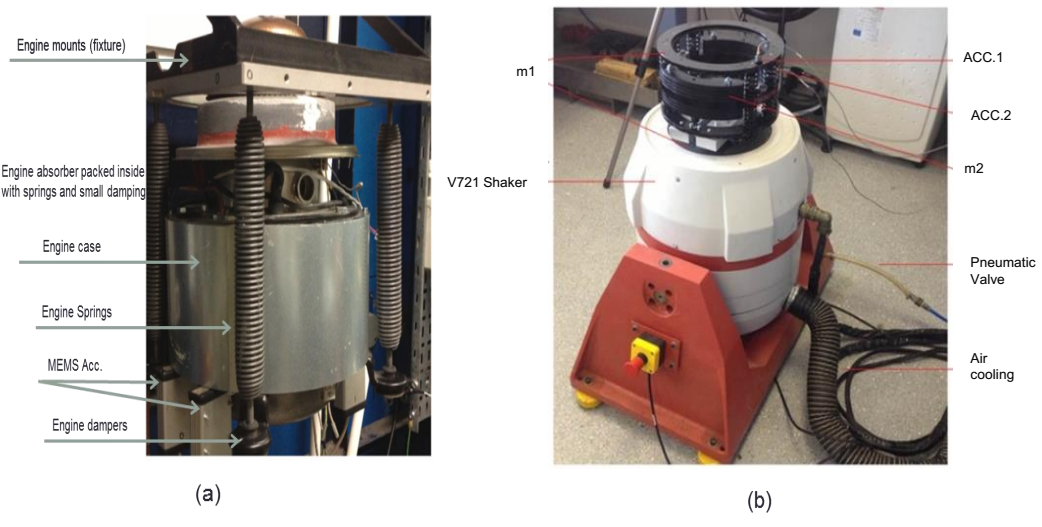 Engine mounts (fixture)
Engine absorber packed inside
with springs and small damping
Engine case
Engine Springs
MEMS Acc.
Engine dampers
(a)
m1
V721 Shaker
ACC.1
ACC.2
m2
Pneumatic
Valve
Air
cooling
(b)